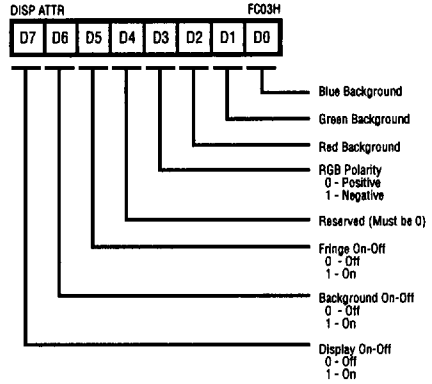 DISP ATTR FC03H
D7 D6 D5 D4 D3 D2 D1 D0
Blue Background
Green Background
Red Background
RGB Polarity
0 - Positive
1 - Negative
Reserved (Must be 0)
Fringe On-Off
0 - Off
1 - On
Background On-Off
0 - Off
1 - On
Display On-Off
0 - Off
1 - On